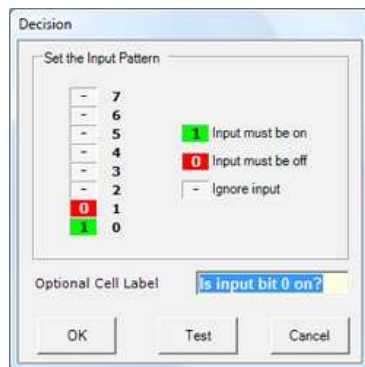 Decision
Set the Input Pattern
- 7
- 6
- 5
- 4
- 3
- 2
0 1
1 0
1 Input must be on
0 Input must be off
- Ignore input
Optional Cell Label
Is input bit 0 on?
OK
Test
Cancel